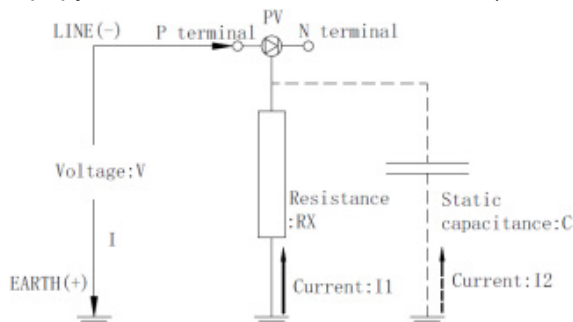 PV
LINE(-)
P terminal
N terminal
Voltage:V
Resistance
:RX
Static
capacitance:C
I
EARTH(+)
Current:I1
Current:I2